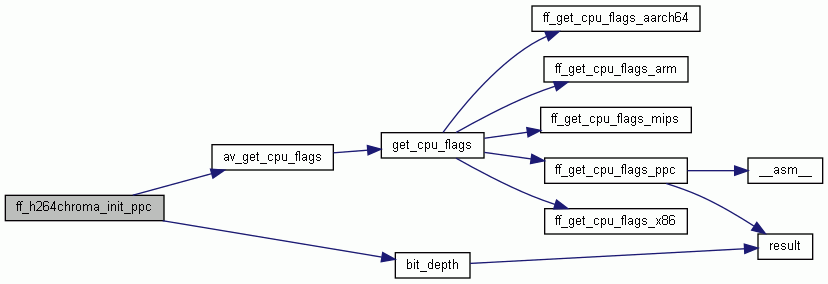 ff_get_cpu_flags_aarch64
ff_get_cpu_flags_arm
ff_get_cpu_flags_mips
get_cpu_flags
av_get_cpu_flags
ff_get_cpu_flags_ppc
__asm__
ff_h264chroma_init_ppc
ff_get_cpu_flags_x86
result
bit_depth